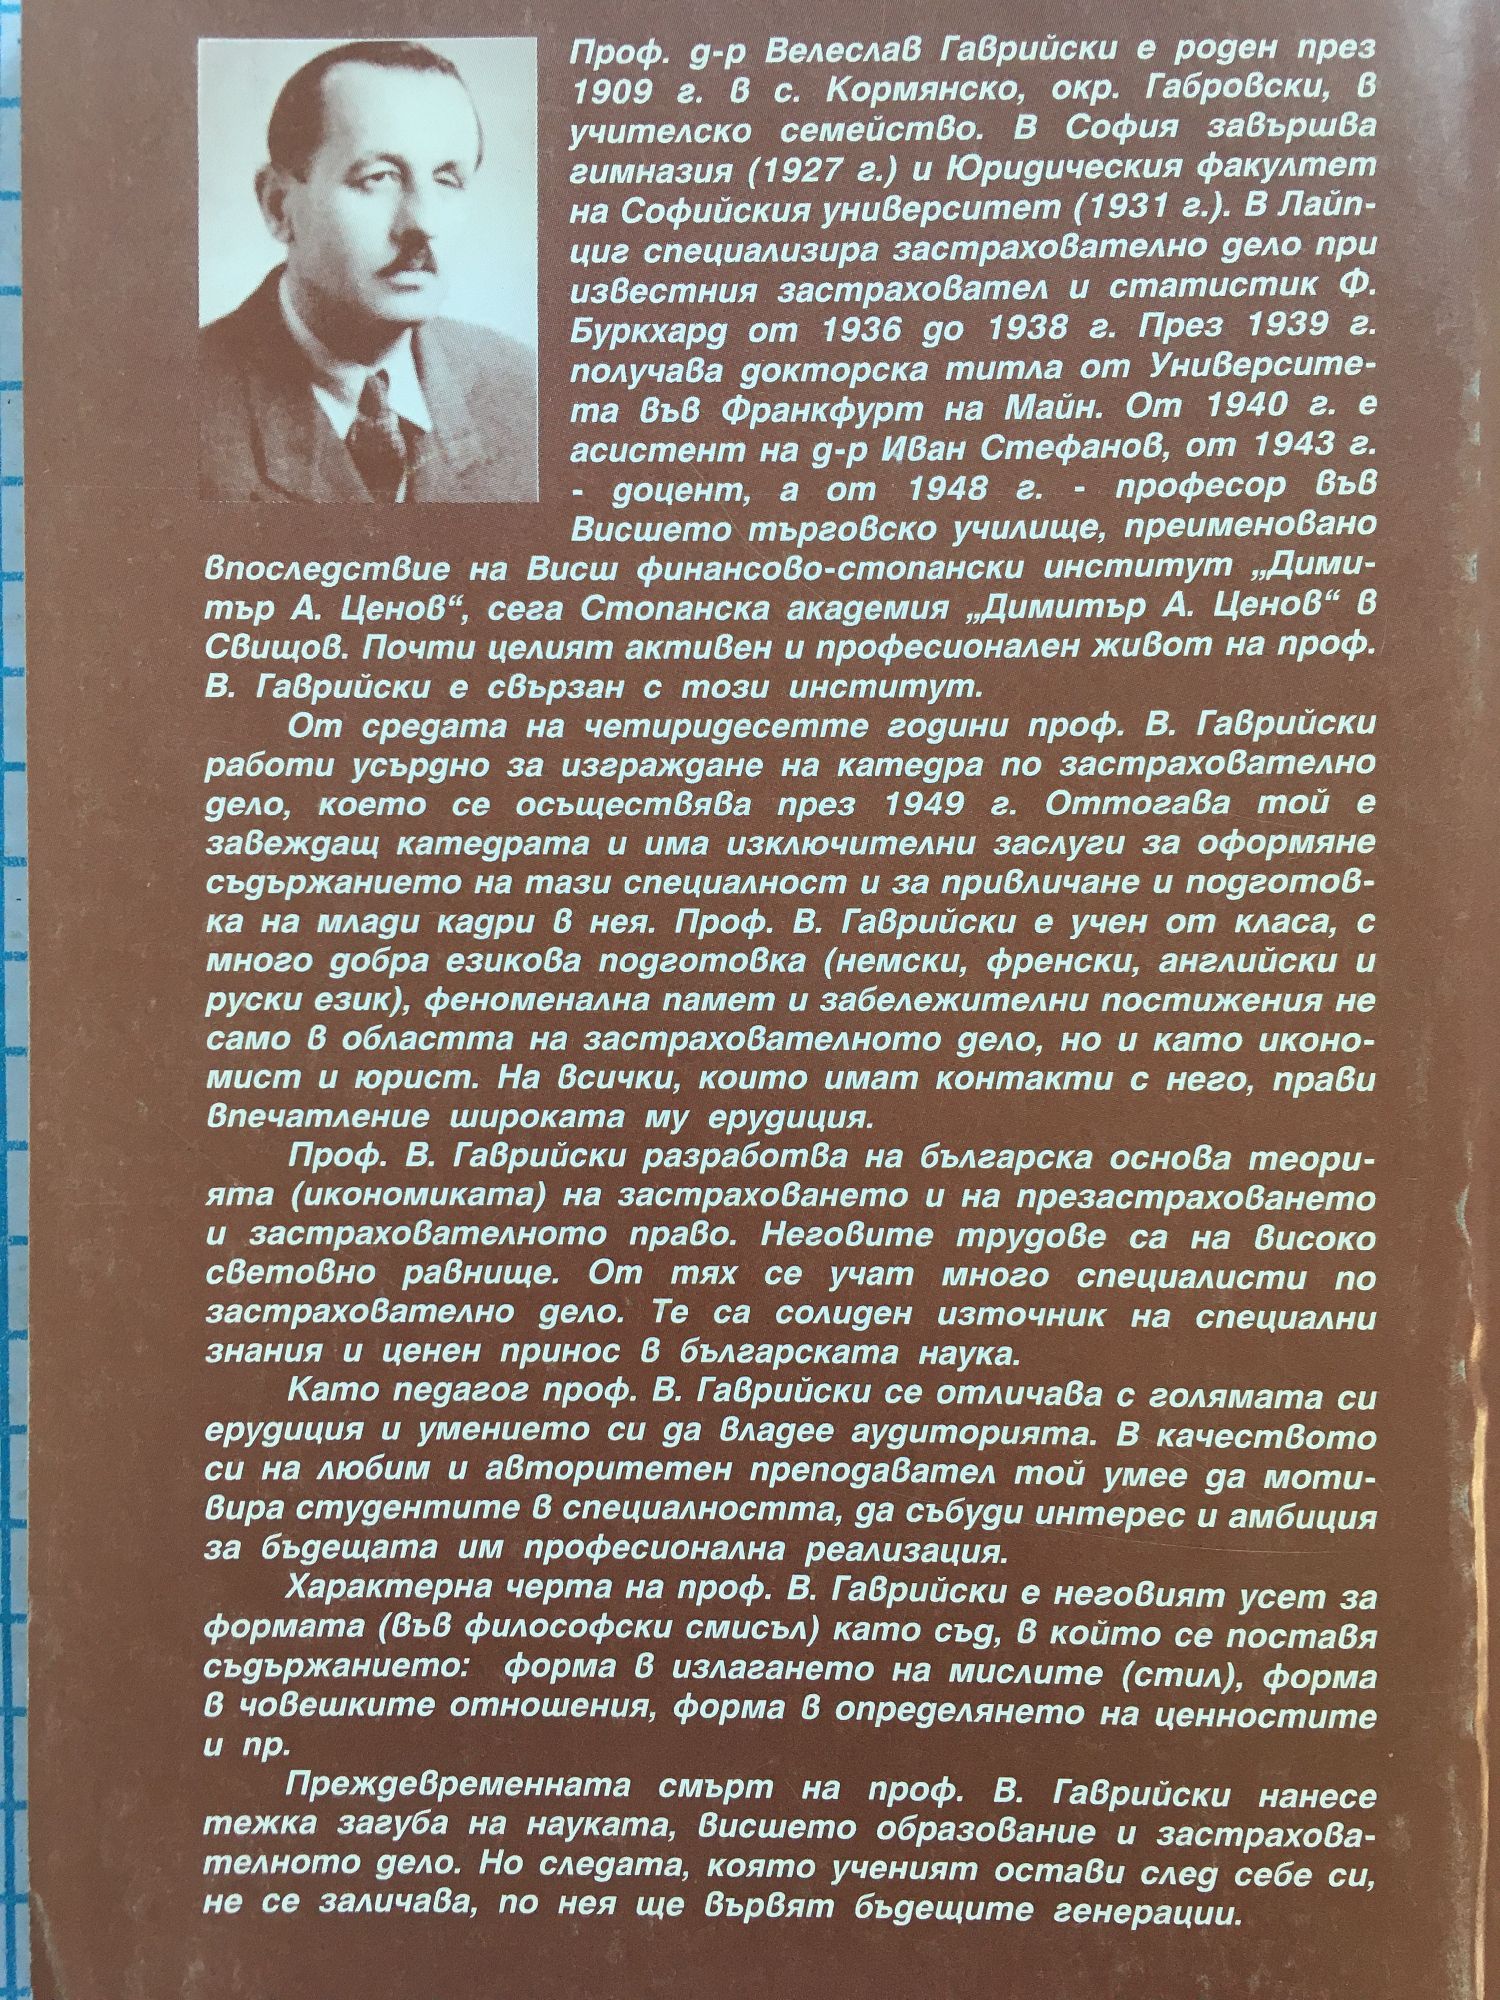 Проф. д-р Велеслав Гаврийски е роден през
1909 г. в с. Кормянско, окр. Габровски, в
учителско семейство. В София завършва
гимназия (1927 г.) и Юридическия факултет
на Софийския университет (1931 г.). В Лайп-
циг специализира застрахователно дело при
известния застраховател и статистик Ф.
Буркхард от 1936 до 1938 г. През 1939 г.
получава докторска титла от Университе-
та във Франкфурт на Майн. От 1940 г. е
асистент на д-р Иван Стефанов, от 1943 г.
- доцент, а от 1948 г. - професор във
Висшето търговско училище, преименовано
впоследствие на Висш финансово-стопански институт „Дими-
тър А. Ценов“, сега Стопанска академия „Димитър А. Ценов“ в
Свищов. Почти целият активен и професионален живот на проф.
В. Гаврийски е свързан с този институт.
От средата на четиридесетте години проф. В. Гаврийски
работи усърдно за изграждане на катедра по застрахователно
дело, което се осъществява през 1949 г. Оттогава той е
завеждащ катедрата и има изключителни заслуги за оформяне
съдържанието на тази специалност и за привличане и подготов-
ка на млади кадри в нея. Проф. В. Гаврийски е учен от класа, с
много добра езикова подготовка (немски, френски, английски и
руски език), феноменална памет и забележителни постижения не
само в областта на застрахователното дело, но и като иконо-
мист и юрист. На всички, които имат контакти с него, прави
впечатление широката му ерудиция.
Проф. В. Гаврийски разработва на българска основа теори-
ята (икономиката) на застраховането и на презастраховането
и застрахователното право. Неговите трудове са на високо
световно равнище. От тях се учат много специалисти по
застрахователно дело. Те са солиден източник на специални
знания и ценен принос в българската наука.
Като педагог проф. В. Гаврийски се отличава с голямата си
ерудиция и умението си да владее аудиторията. В качеството
си на любим и авторитетен преподавател той умее да моти-
вира студентите в специалността, да събуди интерес и амбиция
за бъдещата им професионална реализация.
Характерна черта на проф. В. Гаврийски е неговият усет за
формата (във философски смисъл) като съд, в който се поставя
съдържанието: форма в излагането на мислите (стил), форма
в човешките отношения, форма в определянето на ценностите
и пр.
Преждевременната смърт на проф. В. Гаврийски нанесе
тежка загуба на науката, висшето образование и застрахова-
телното дело. Но следата, която ученият остави след себе си,
не се заличава, по нея ще вървят бъдещите генерации.